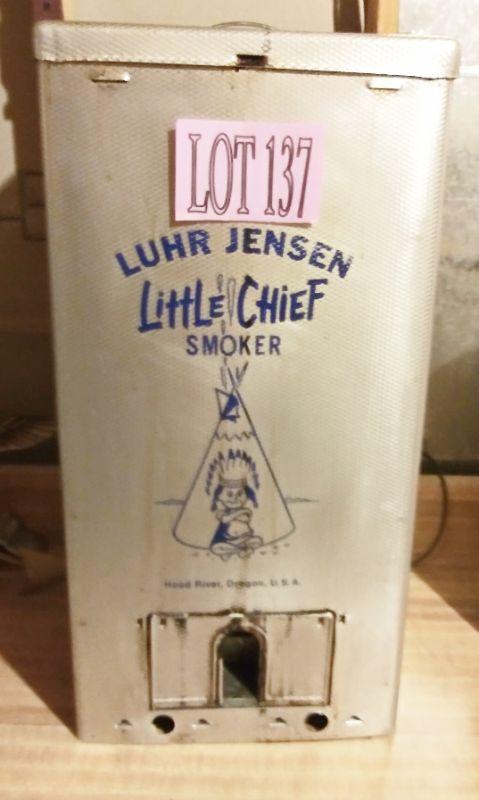 LOT 137
LUHR JENSEN
LittLE CHiEF
SMOKER
Hood River, Oregon, U.S.A.